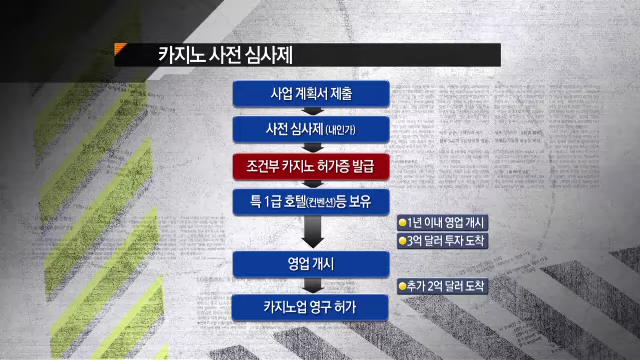 카지노 사전 심사제
사업 계획서 제출
사전 심사제 (내인가)
조건부 카지노 허가증 발급
특 1급 호텔(컨벤션)등 보유
1년 이내 영업 개시
3억 달러 투자 도착
영업 개시
추가 2억 달러 도착
카지노업 영구 허가